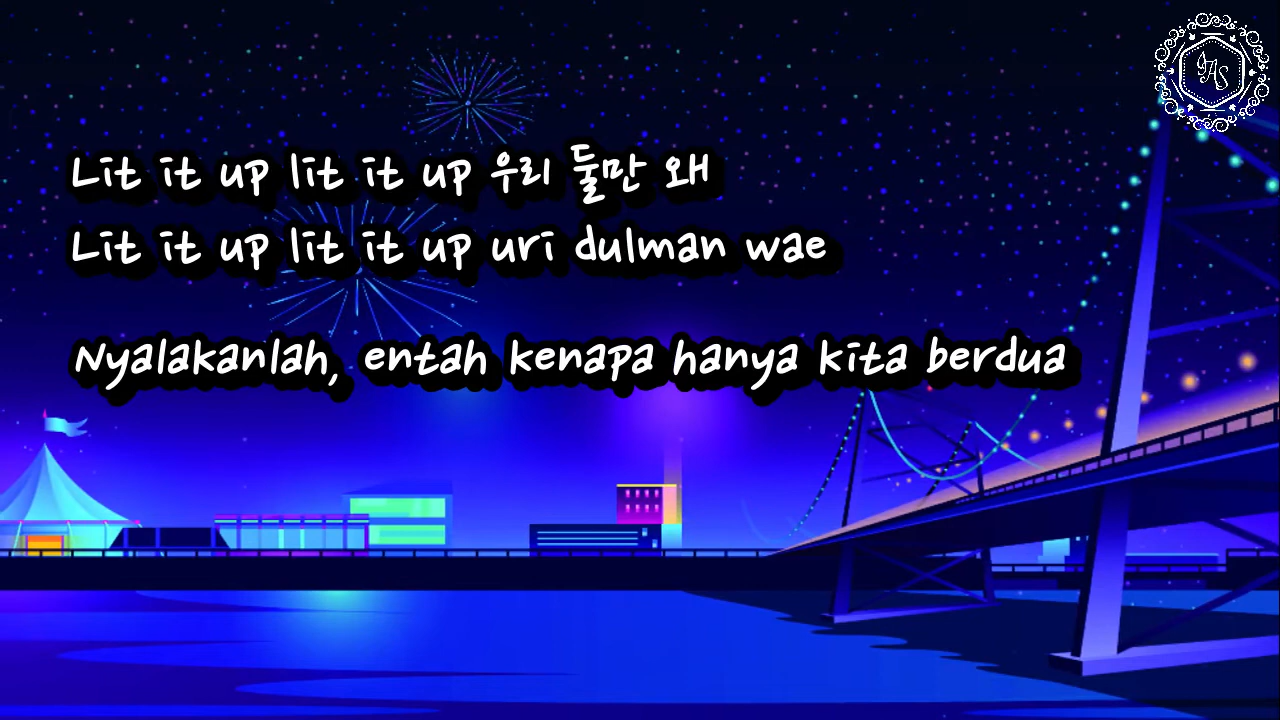 Lit it up lit it up 우리 둘만 왜
Lit it up lit it up uri dulman wae
Nyalakanlah, entah kenapa hanya kita berdua